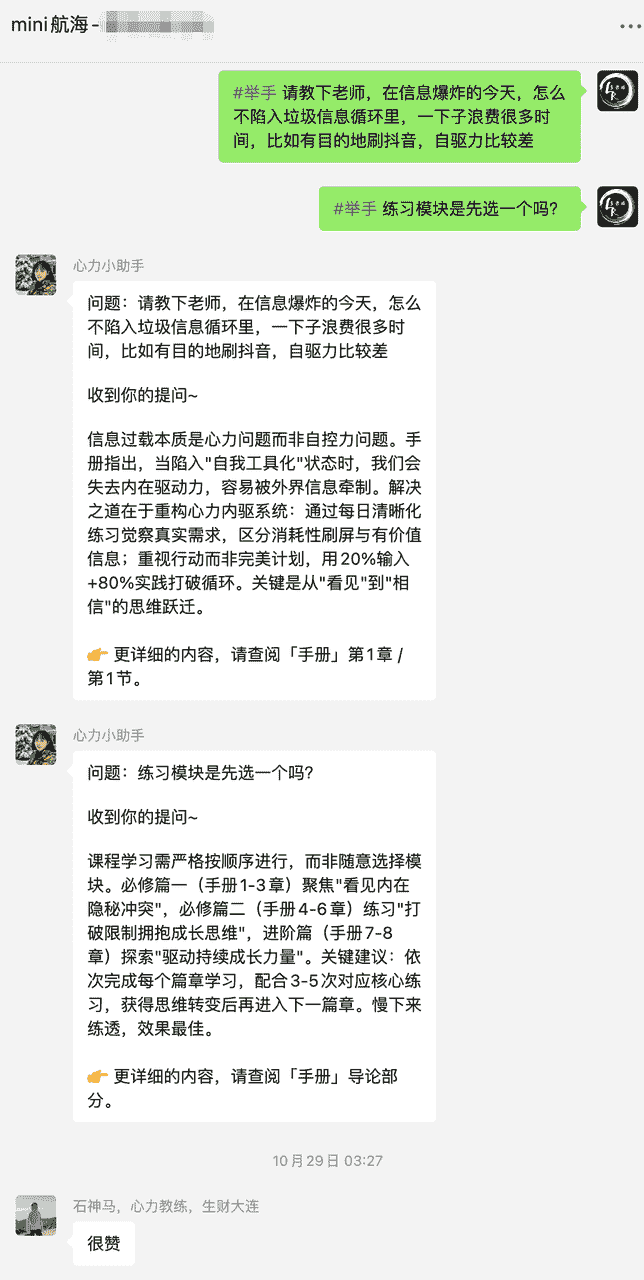 mini航海-
#举手 请教下老师，在信息爆炸的今天，怎么
不陷入垃圾信息循环里，一下子浪费很多时
间，比如有目的地刷抖音，自驱力比较差
#举手 练习模块是先选一个吗？
心力小助手
问题：请教下老师，在信息爆炸的今天，怎么
不陷入垃圾信息循环里，一下子浪费很多时
间，比如有目的地刷抖音，自驱力比较差
收到你的提问~
信息过载本质是心力问题而非自控力问题。手
册指出，当陷入"自我工具化"状态时，我们会
失去内在驱动力，容易被外界信息牵制。解决
之道在于重构心力内驱系统：通过每日清晰化
练习觉察真实需求，区分消耗性刷屏与有价值
信息；重视行动而非完美计划，用20%输入
+80%实践打破循环。关键是从"看见"到"相
信"的思维跃迁。
👉 更详细的内容，请查阅「手册」第1章 /
第1节。
心力小助手
问题：练习模块是先选一个吗？
收到你的提问~
课程学习需严格按顺序进行，而非随意选择模
块。必修篇一（手册1-3章）聚焦"看见内在
隐秘冲突"，必修篇二（手册4-6章）练习"打
破限制拥抱成长思维"，进阶篇（手册7-8
章）探索"驱动持续成长力量"。关键建议：依
次完成每个篇章学习，配合3-5次对应核心练
习，获得思维转变后再进入下一篇章。慢下来
练透，效果最佳。
👉 更详细的内容，请查阅「手册」导论部
分。
10月29日 03:27
石神马，心力教练，生财大连
很赞